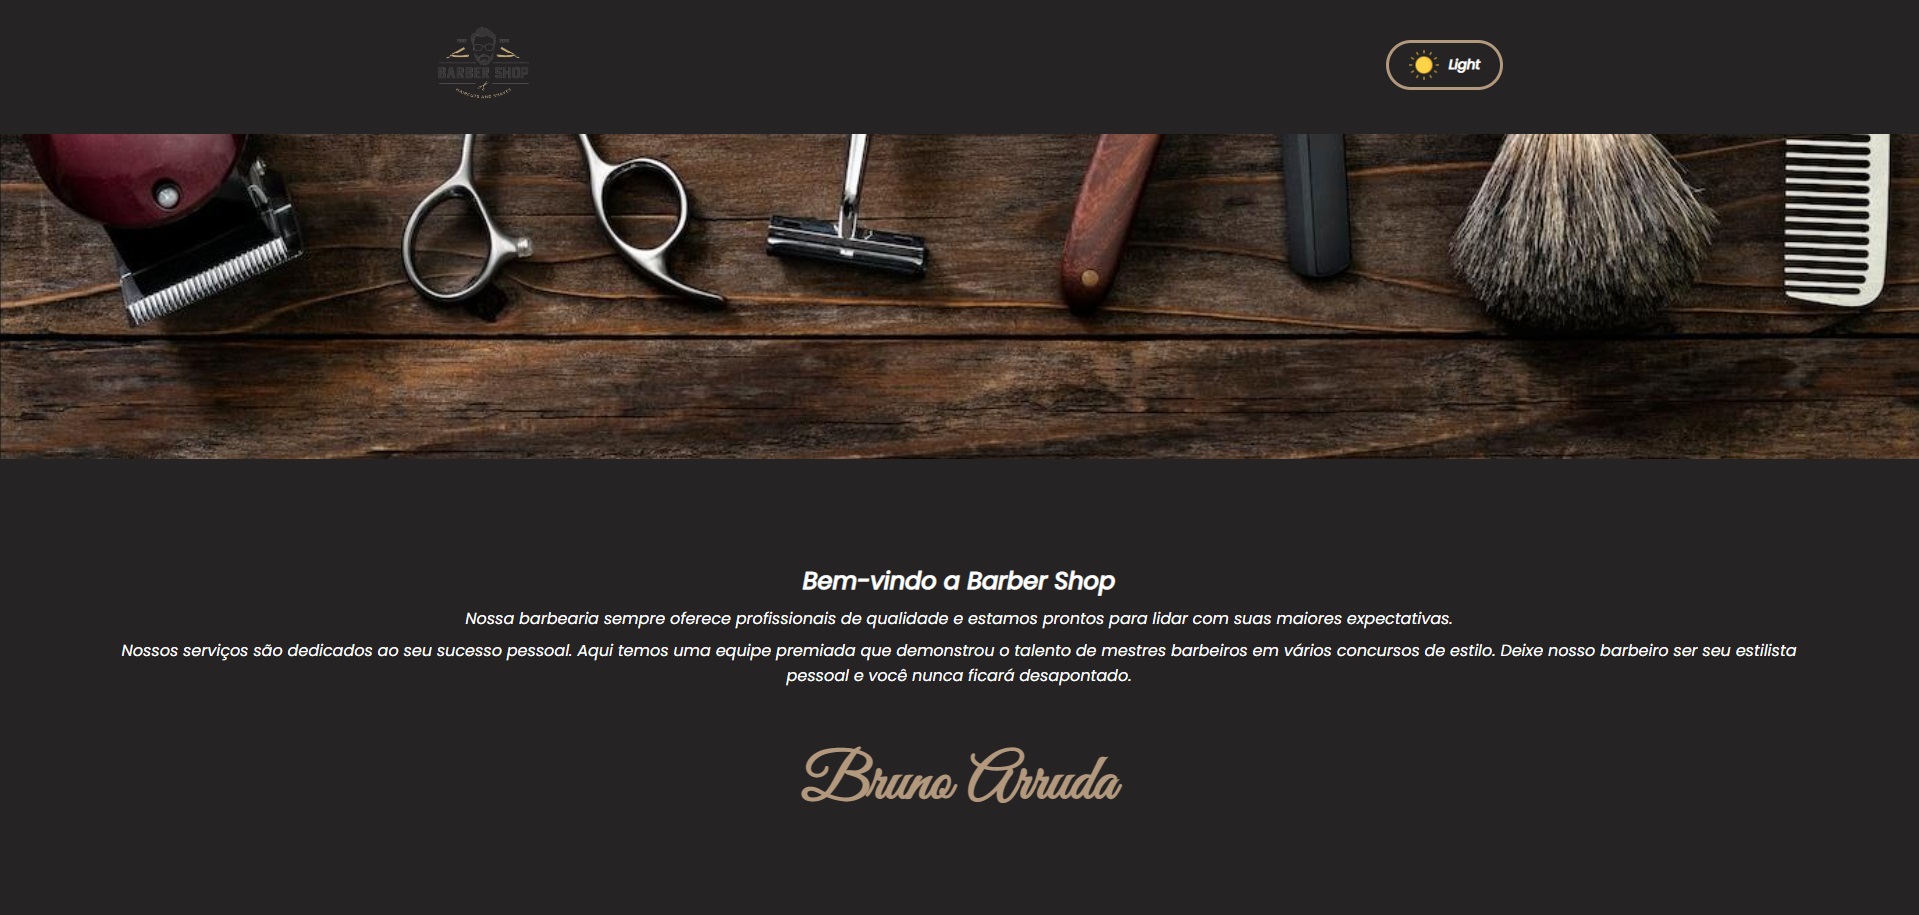 BARBER SHOP
HAIRCUTS AND SHAVES
Light
Bem-vindo a Barber Shop
Nossa barbearia sempre oferece profissionais de qualidade e estamos prontos para lidar com suas maiores expectativas.
Nossos serviços são dedicados ao seu sucesso pessoal. Aqui temos uma equipe premiada que demonstrou o talento de mestres barbeiros em vários concursos de estilo. Deixe nosso barbeiro ser seu estilista
pessoal e você nunca ficará desapontado.
Bruno Arruda